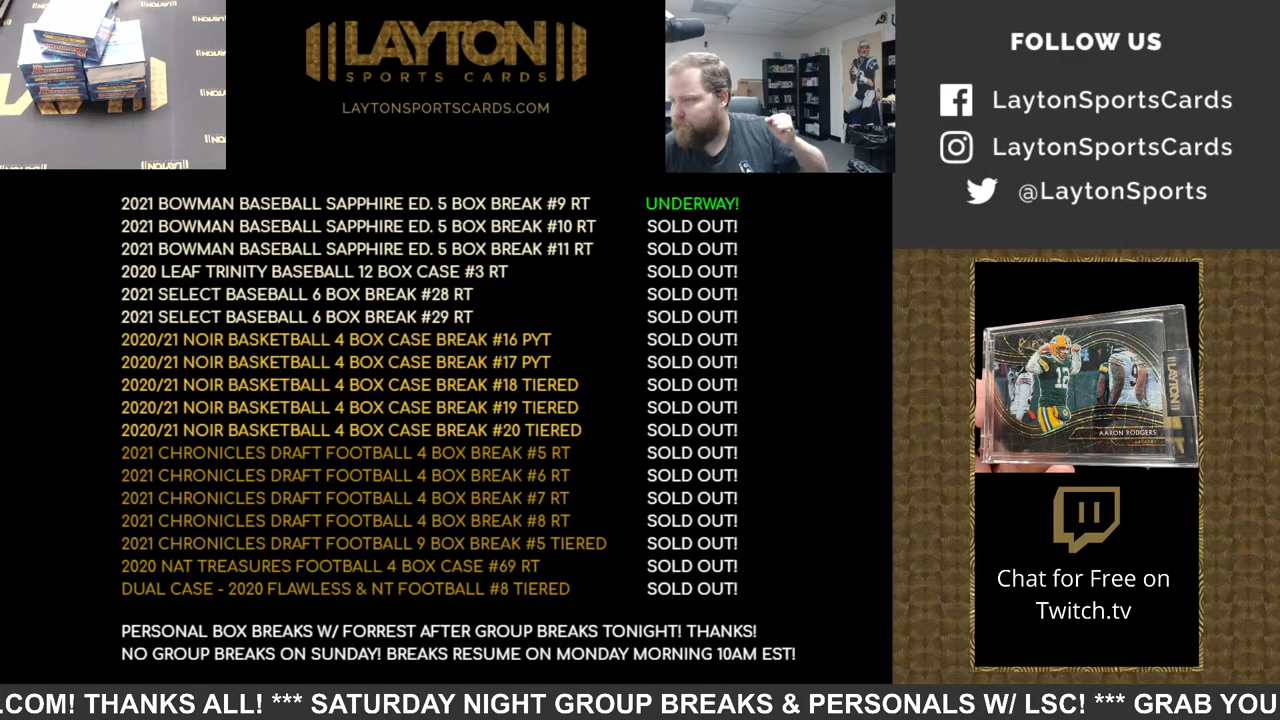 LAYTON
SPORTS CARDS
LAYTONSPORTSCARDS.COM
2021 BOWMAN BASEBALL SAPPHIRE ED. 5 BOX BREAK #9 RT UNDERWAY!
2021 BOWMAN BASEBALL SAPPHIRE ED. 5 BOX BREAK #10 RT SOLD OUT!
2021 BOWMAN BASEBALL SAPPHIRE ED. 5 BOX BREAK #11 RT SOLD OUT!
2020 LEAF TRINITY BASEBALL 12 BOX CASE #3 RT SOLD OUT!
2021 SELECT BASEBALL 6 BOX BREAK #28 RT SOLD OUT!
2021 SELECT BASEBALL 6 BOX BREAK #29 RT SOLD OUT!
2020/21 NOIR BASKETBALL 4 BOX CASE BREAK #16 PYT SOLD OUT!
2020/21 NOIR BASKETBALL 4 BOX CASE BREAK #17 PYT SOLD OUT!
2020/21 NOIR BASKETBALL 4 BOX CASE BREAK #18 TIERED SOLD OUT!
2020/21 NOIR BASKETBALL 4 BOX CASE BREAK #19 TIERED SOLD OUT!
2020/21 NOIR BASKETBALL 4 BOX CASE BREAK #20 TIERED SOLD OUT!
2021 CHRONICLES DRAFT FOOTBALL 4 BOX BREAK #5 RT SOLD OUT!
2021 CHRONICLES DRAFT FOOTBALL 4 BOX BREAK #6 RT SOLD OUT!
2021 CHRONICLES DRAFT FOOTBALL 4 BOX BREAK #7 RT SOLD OUT!
2021 CHRONICLES DRAFT FOOTBALL 4 BOX BREAK #8 RT SOLD OUT!
2021 CHRONICLES DRAFT FOOTBALL 9 BOX BREAK #5 TIERED SOLD OUT!
2020 NAT TREASURES FOOTBALL 4 BOX CASE #69 RT SOLD OUT!
DUAL CASE - 2020 FLAWLESS & NT FOOTBALL #8 TIERED SOLD OUT!
PERSONAL BOX BREAKS W/ FORREST AFTER GROUP BREAKS TONIGHT! THANKS!
NO GROUP BREAKS ON SUNDAY! BREAKS RESUME ON MONDAY MORNING 10AM EST!
FOLLOW US
LaytonSportsCards
LaytonSportsCards
@LaytonSports
12
AARON RODGERS
LAYTON
Chat for Free on
Twitch.tv
.COM! THANKS ALL! *** SATURDAY NIGHT GROUP BREAKS & PERSONALS W/ LSC! *** GRAB YOU